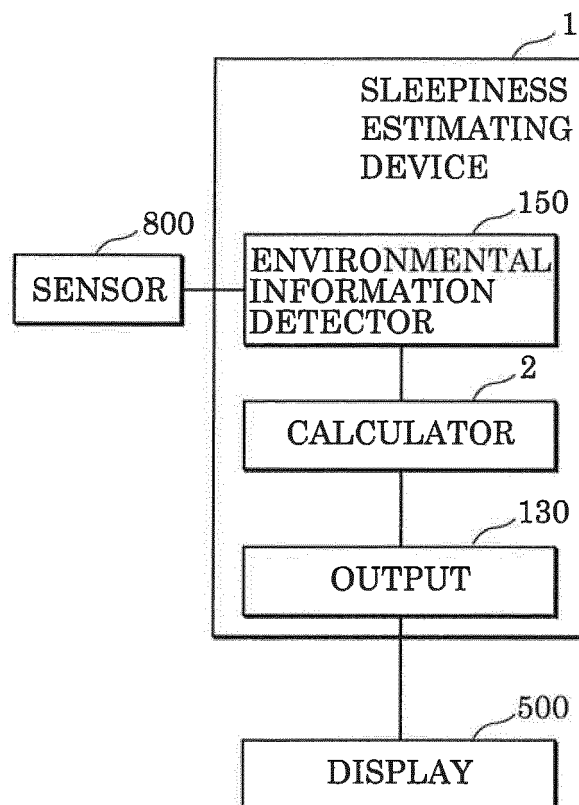 1
SLEEPINESS
ESTIMATING
DEVICE
150
800
SENSOR
ENVIRONMENTAL
INFORMATION
DETECTOR
2
CALCULATOR
130
OUTPUT
500
DISPLAY